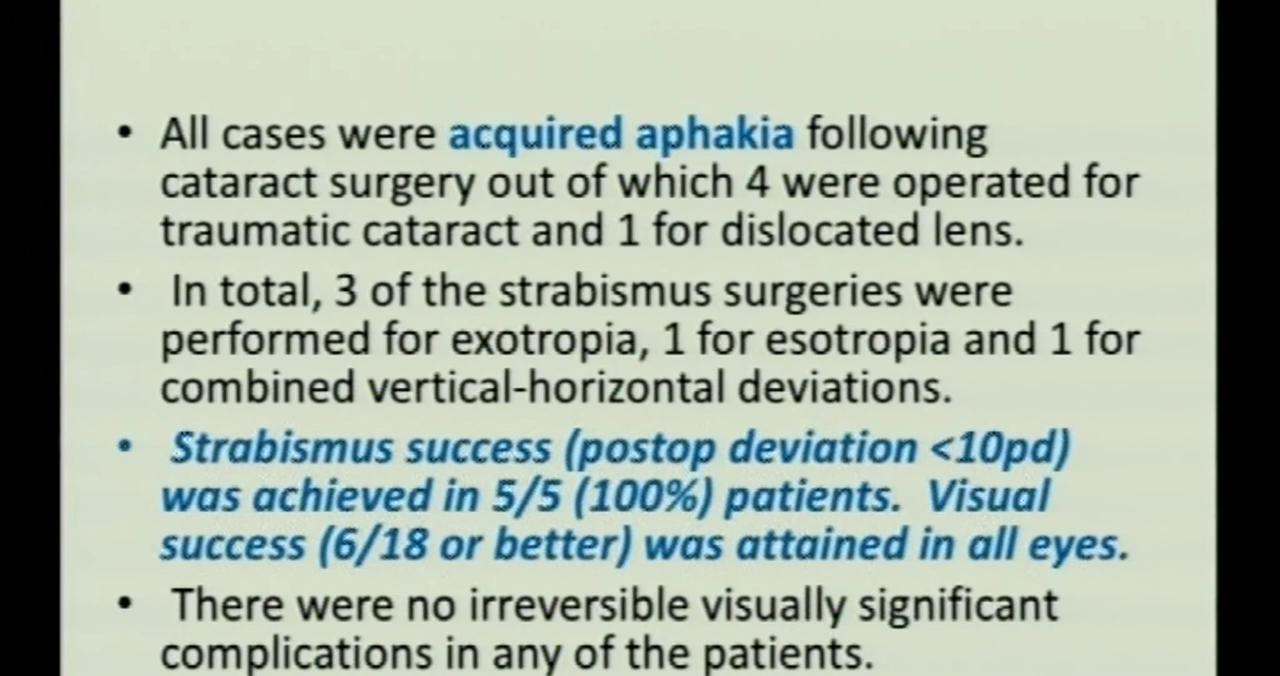 • All cases were acquired aphakia following
cataract surgery out of which 4 were operated for
traumatic cataract and 1 for dislocated lens.
• In total, 3 of the strabismus surgeries were
performed for exotropia, 1 for esotropia and 1 for
combined vertical-horizontal deviations.
• Strabismus success (postop deviation <10pd)
was achieved in 5/5 (100%) patients. Visual
success (6/18 or better) was attained in all eyes.
• There were no irreversible visually significant
complications in any of the patients.